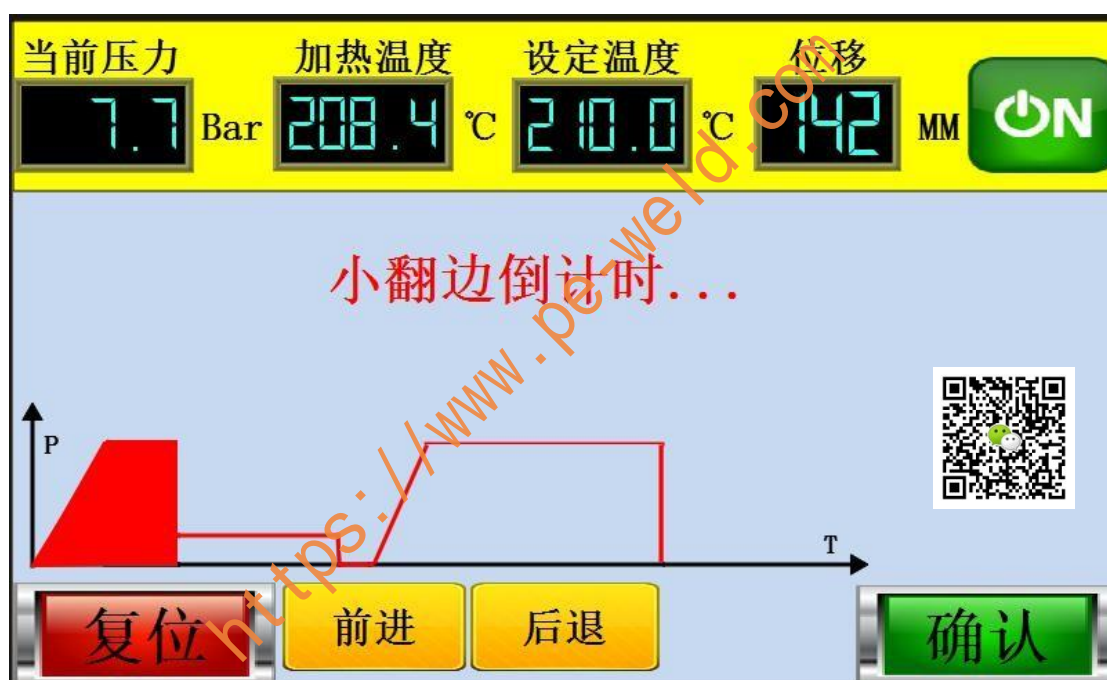 当前压力 加热温度 设定温度 位移
7.7 Bar 208.4 ℃ 210.0 ℃ 142 MM ON
小翻边倒计时...
P
T
复位 前进 后退 确认
https://www.pe-weld.com